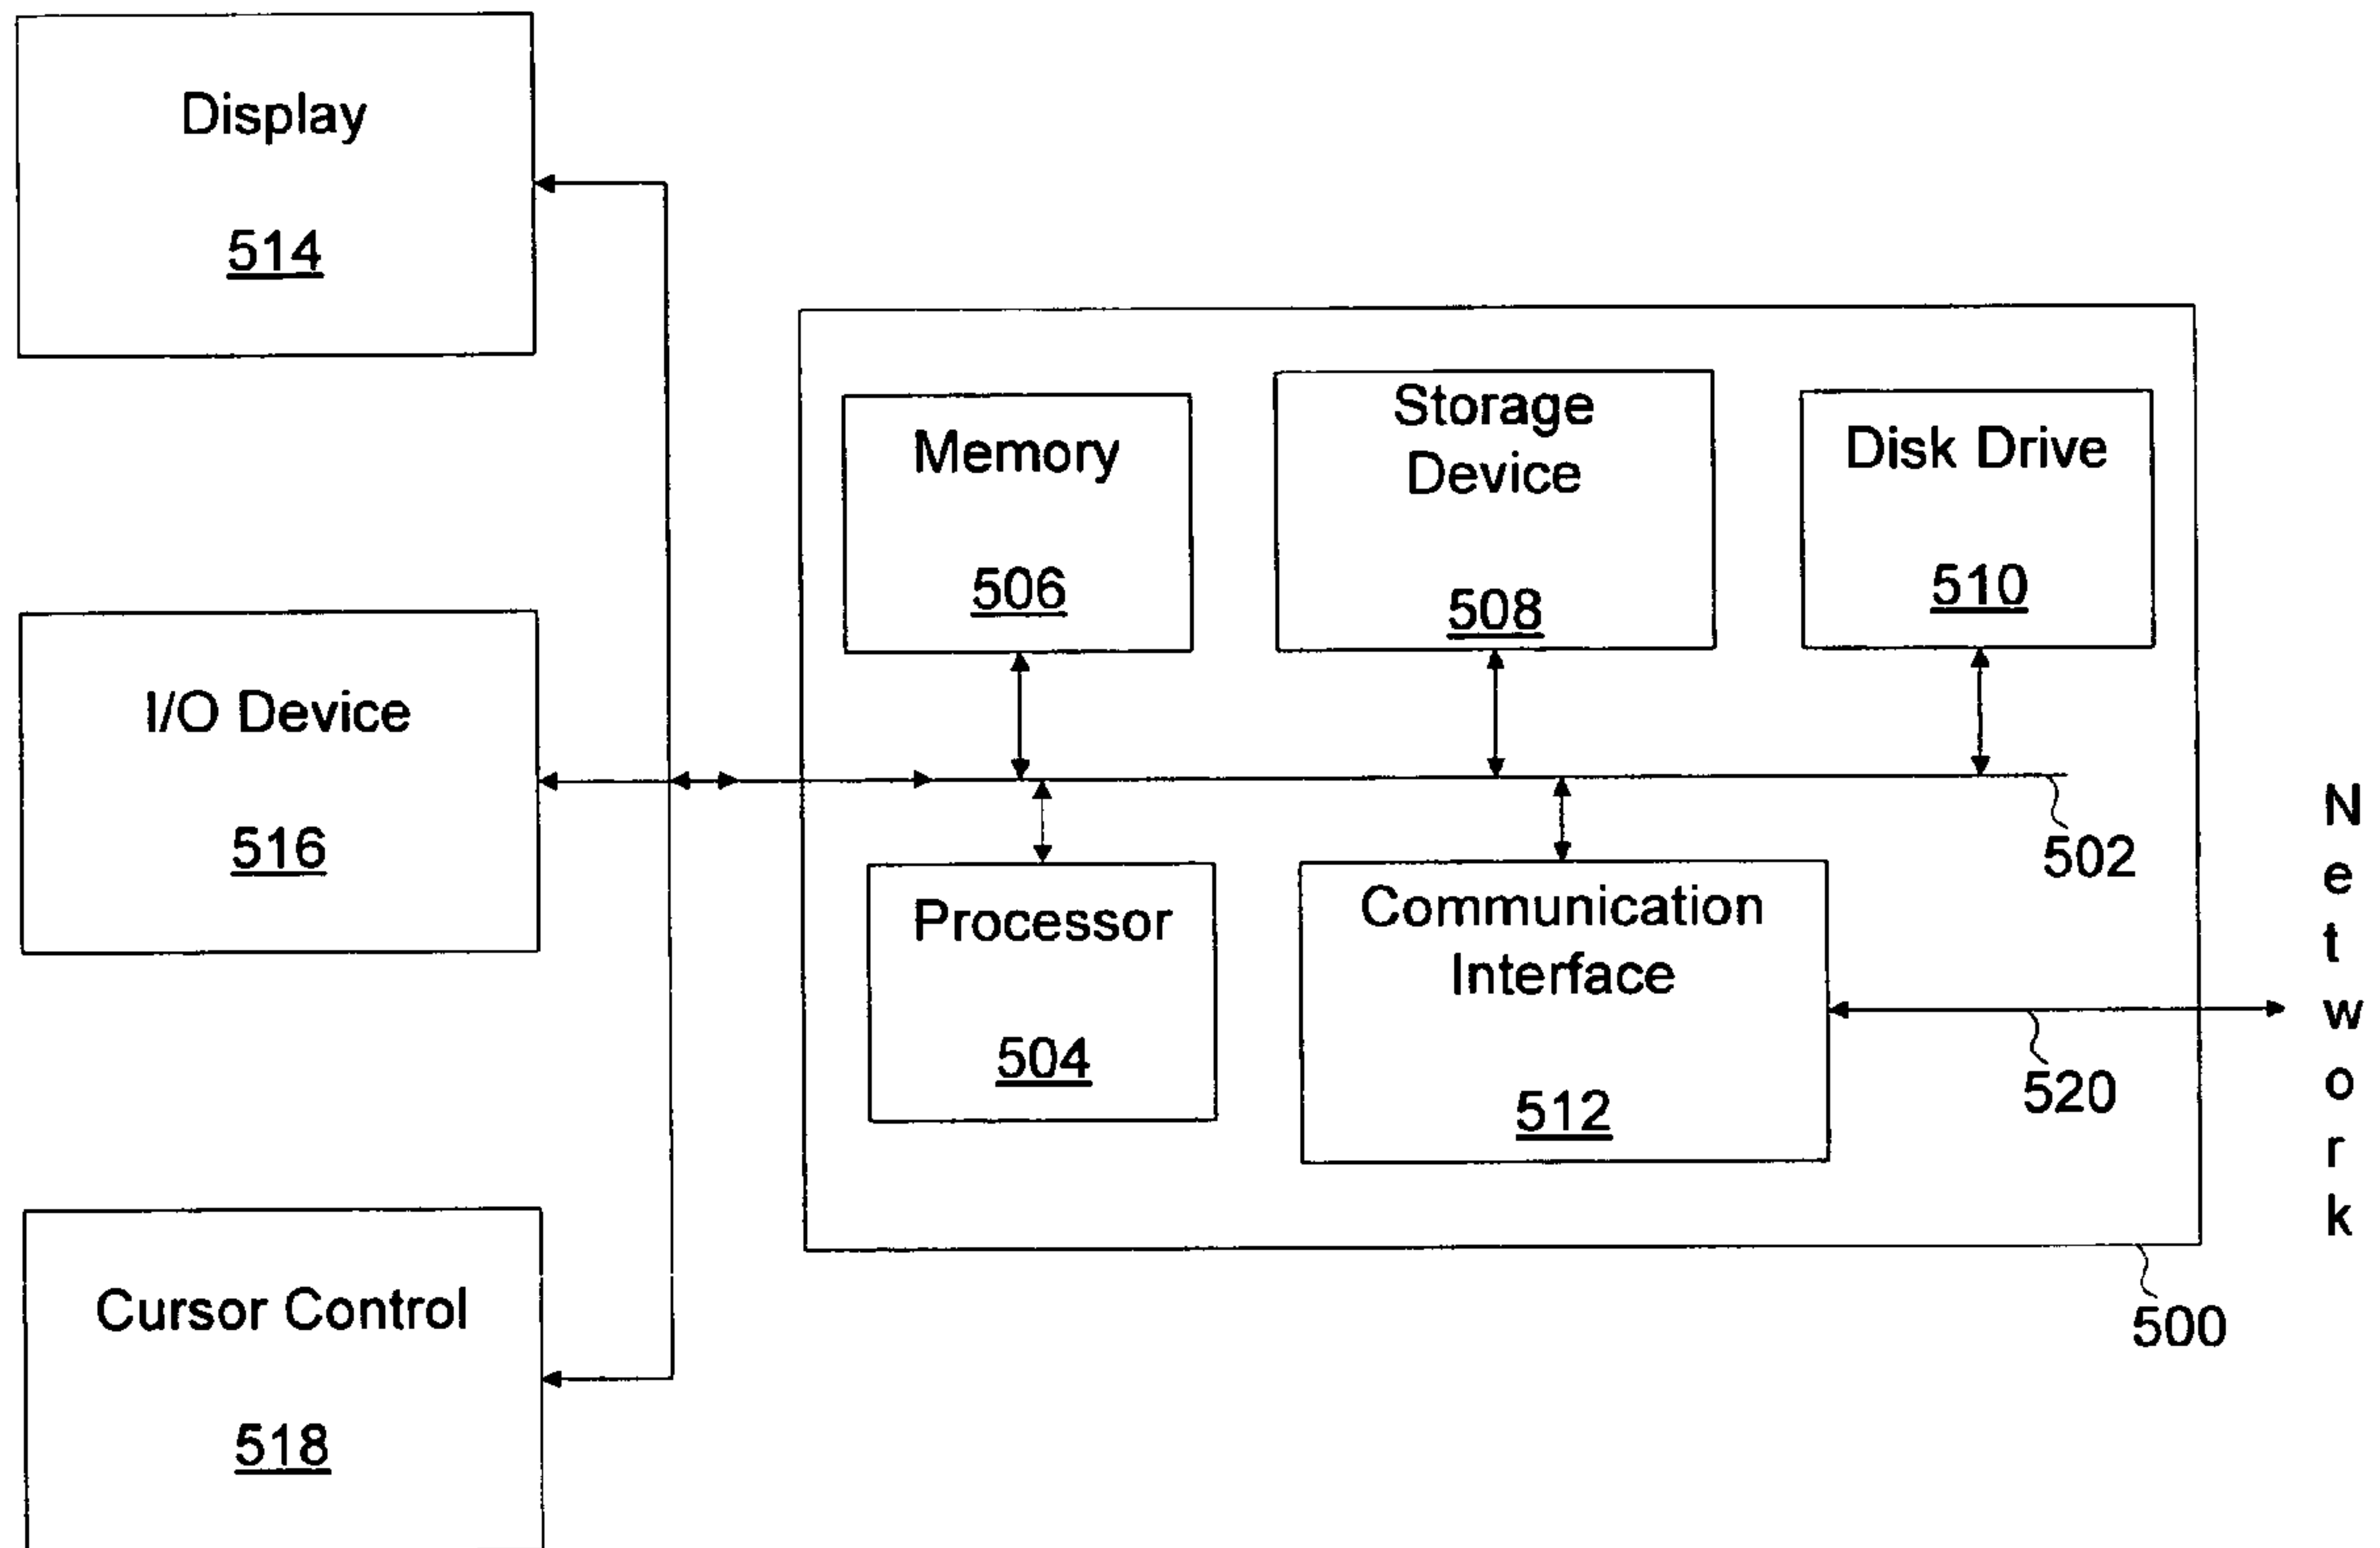 Display
514
I/O Device
516
Cursor Control
518
Memory
506
Storage
Device
508
Disk Drive
510
502
Processor
504
Communication
Interface
512
520
500
Network